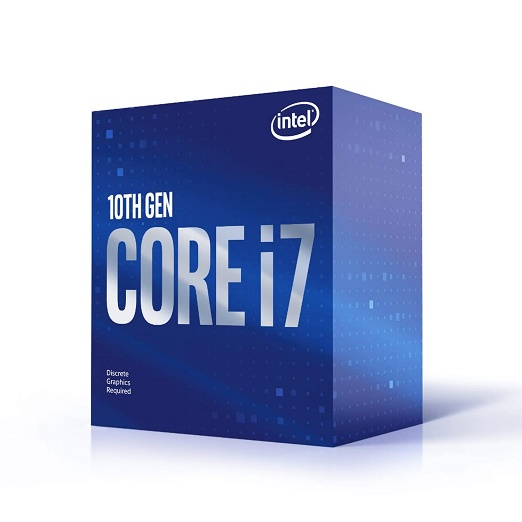 intel
10TH GEN
CORE i7
Discrete
Graphics
Required